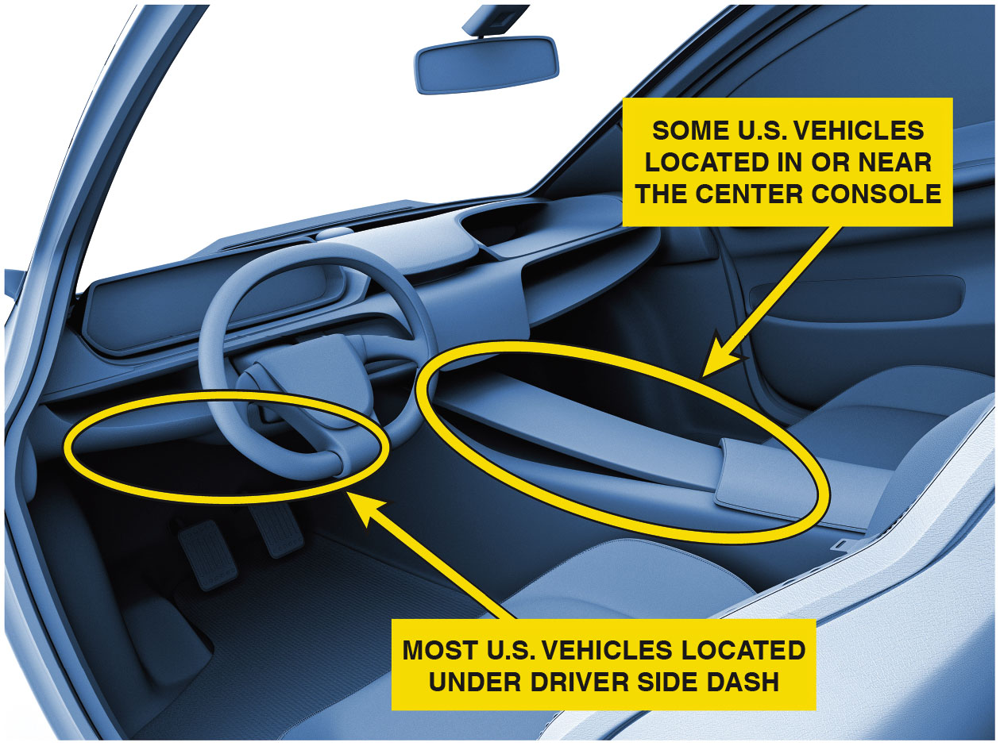 SOME U.S. VEHICLES
LOCATED IN OR NEAR
THE CENTER CONSOLE
MOST U.S. VEHICLES LOCATED
UNDER DRIVER SIDE DASH